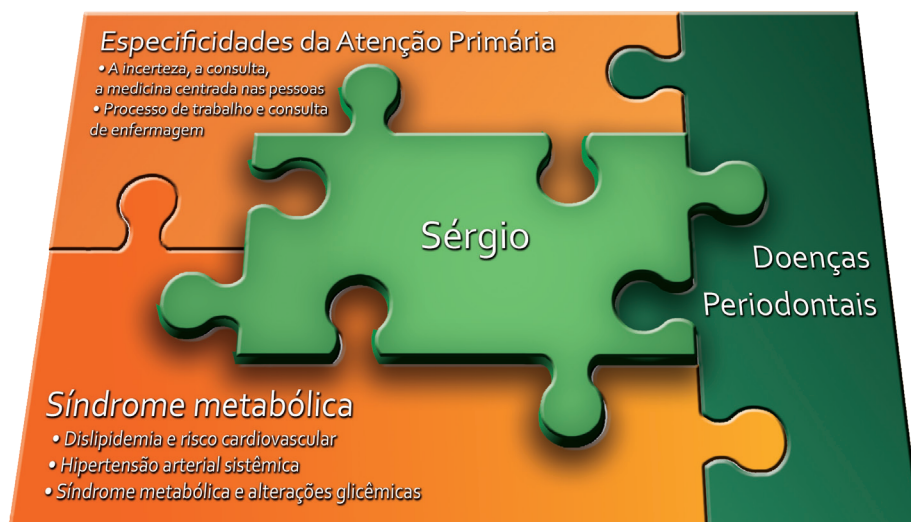 Especificidades da Atenção Primária
• A incerteza, a consulta,
a medicina centrada nas pessoas
• Processo de trabalho e consulta
de enfermagem
Sérgio
Doenças
Periodontais
Síndrome metabólica
• Dislipidemia e risco cardiovascular
• Hipertensão arterial sistêmica
• Síndrome metabólica e alterações glicêmicas